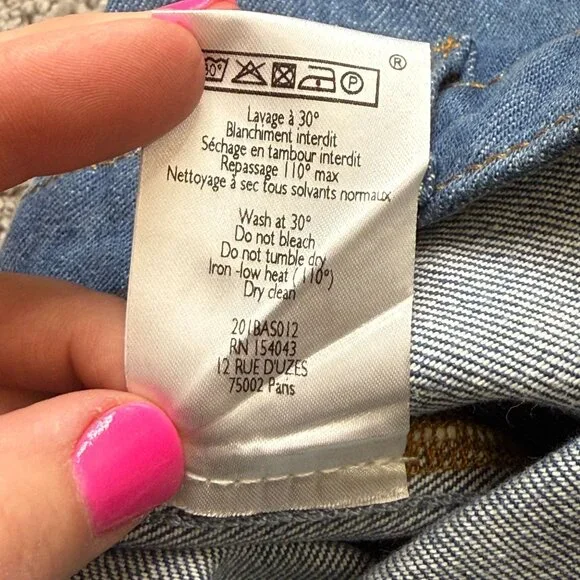 30°
P
®
Lavage à 30°
Blanchiment interdit
Séchage en tambour interdit
Repassage 110° max
Nettoyage à sec tous solvants normaux
Wash at 30°
Do not bleach
Do not tumble dry
Iron -low heat (110°)
Dry clean
201BAS012
RN 154043
12 RUE D'UZES
75002 Paris